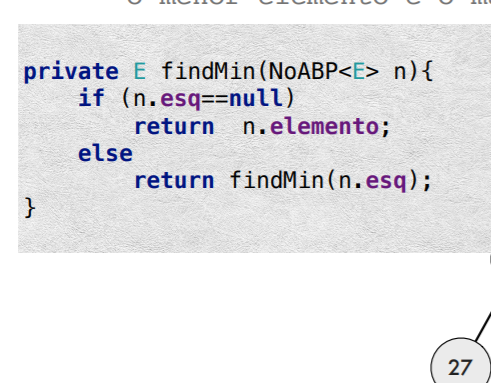 o menor elemento e o m
private E findMin(NoABP<E> n){
    if (n.esq==null)
        return  n.elemento;
    else
        return findMin(n.esq);
}
27